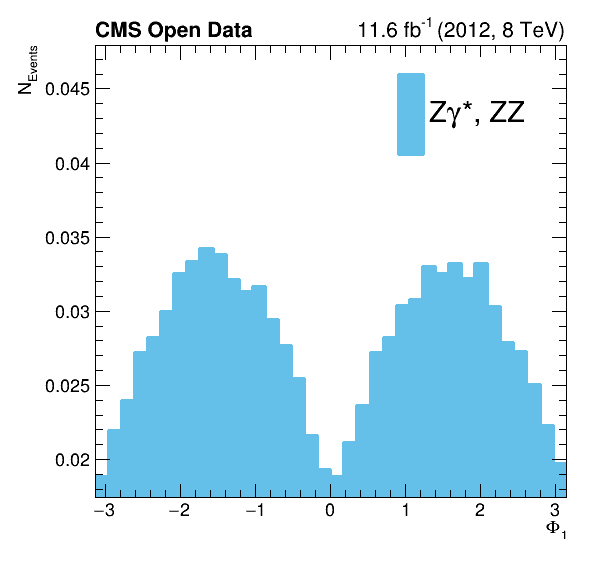 CMS Open Data 11.6 fb⁻¹ (2012, 8 TeV)
N_Events
0.045
0.04
0.035
0.03
0.025
0.02
Zγ*, ZZ
−3 −2 −1 0 1 2 3
Φ₁